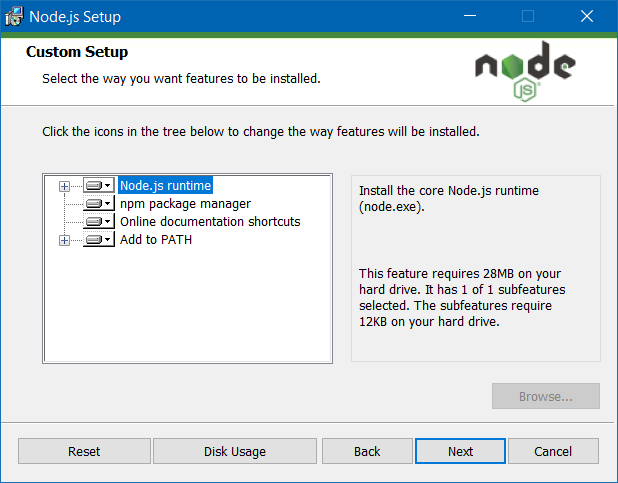 Node.js Setup
Custom Setup
Select the way you want features to be installed.
node
JS
Click the icons in the tree below to change the way features will be installed.
Node.js runtime
npm package manager
Online documentation shortcuts
Add to PATH
Install the core Node.js runtime
(node.exe).
This feature requires 28MB on your
hard drive. It has 1 of 1 subfeatures
selected. The subfeatures require
12KB on your hard drive.
Browse...
Reset
Disk Usage
Back
Next
Cancel